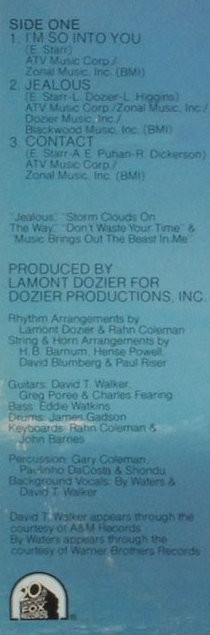 SIDE ONE
1. I'M SO INTO YOU
(E. Starr)
ATV Music Corp./
Zonal Music, Inc. (BMI)
2. JEALOUS
(E. Starr-L. Dozier-L. Higgins)
ATV Music Corp./Zonal Music, Inc./
Dozier Music, Inc./
Blackwood Music, Inc. (BMI)
3. CONTACT
(E. Starr-A.E. Puhan-R. Dickerson)
ATV Music Corp./
Zonal Music, Inc. (BMI)
"Jealous," "Storm Clouds On
The Way," "Don't Waste Your Time" &
"Music Brings Out The Beast In Me"
PRODUCED BY
LAMONT DOZIER FOR
DOZIER PRODUCTIONS, INC.
Rhythm Arrangements by
Lamont Dozier & Rahn Coleman
String & Horn Arrangements by
H.B. Barnum, Hense Powell,
David Blumberg & Paul Riser
Guitars: David T. Walker,
Greg Poree & Charles Fearing
Bass: Eddie Watkins
Drums: James Gadson
Keyboards: Rahn Coleman &
John Barnes
Percussion: Gary Coleman,
Paulinho DaCosta & Shondu
Background Vocals: By Waters &
David T. Walker
David T. Walker appears through the
courtesy of A&M Records
By Waters appears through the
courtesy of Warner Brothers Records
20
FOX
RECORDS